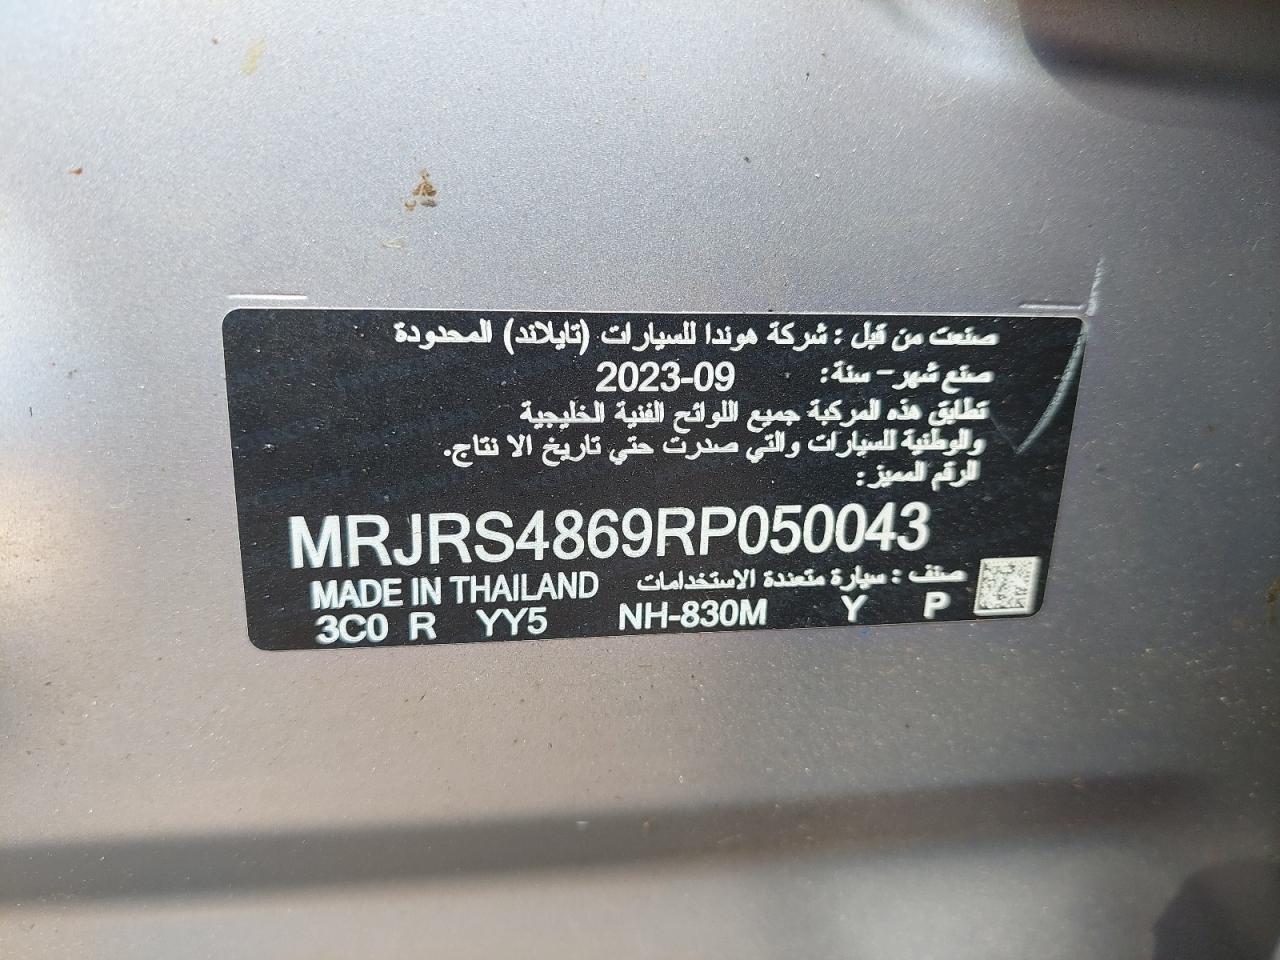 صنعت من قبل : شركة هوندا للسيارات (تايلاند) المحدودة
صنع شهر – سنة: 2023-09
تطابق هذه المركبة جميع اللوائح الفنية الخليجية
والوطنية للسيارات والتي صدرت حتي تاريخ الا نتاج.
الرقم المميز:
MRJRS4869RP050043
MADE IN THAILAND صنف : سيارة متعددة الاستخدامات
3C0 R YY5 NH-830M Y P